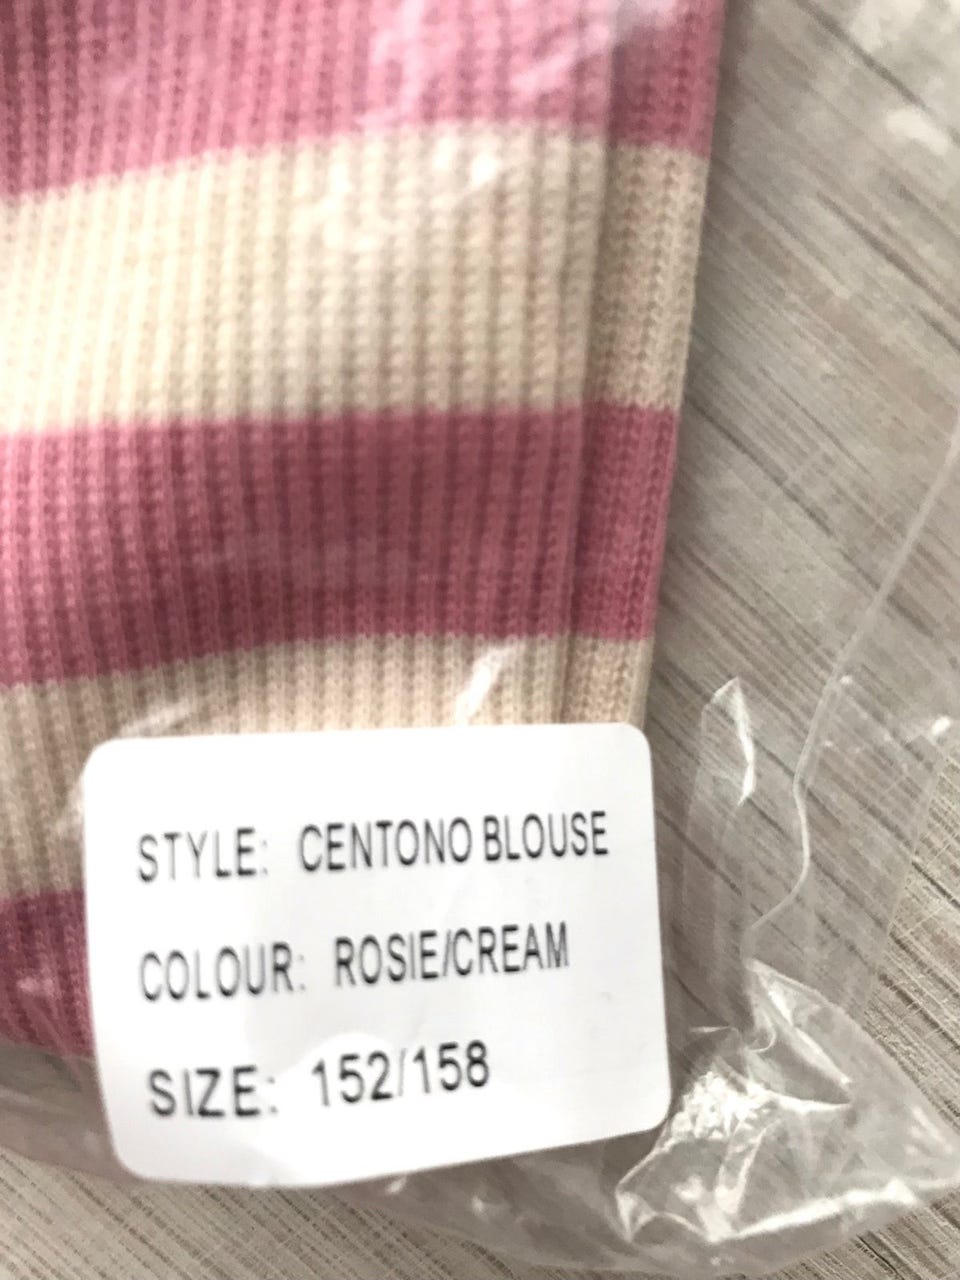 STYLE: CENTONO BLOUSE
COLOUR: ROSIE/CREAM
SIZE: 152/158